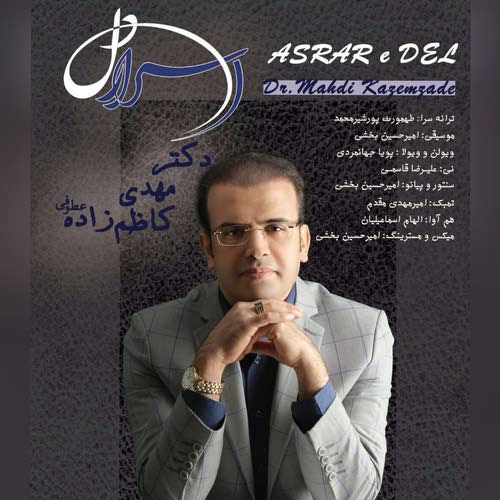 اسرار دل
ASRAR e DEL
Dr.Mahdi Kazemzade
ترانه سرا: طهمورث پورشیرمحمد
موسیقی: امیرحسین بخشی
ویولن و ویولا: پویا جهانمردی
نی: علیرضا قاسمی
سنتور و پیانو: امیرحسین بخشی
تمبک: امیرمهدی مقدم
هم آوا: الهام اسماعیلیان
میکس و مسترینگ: امیرحسین بخشی
دکتر
مهدی
کاظم‌زاده
عطوفی